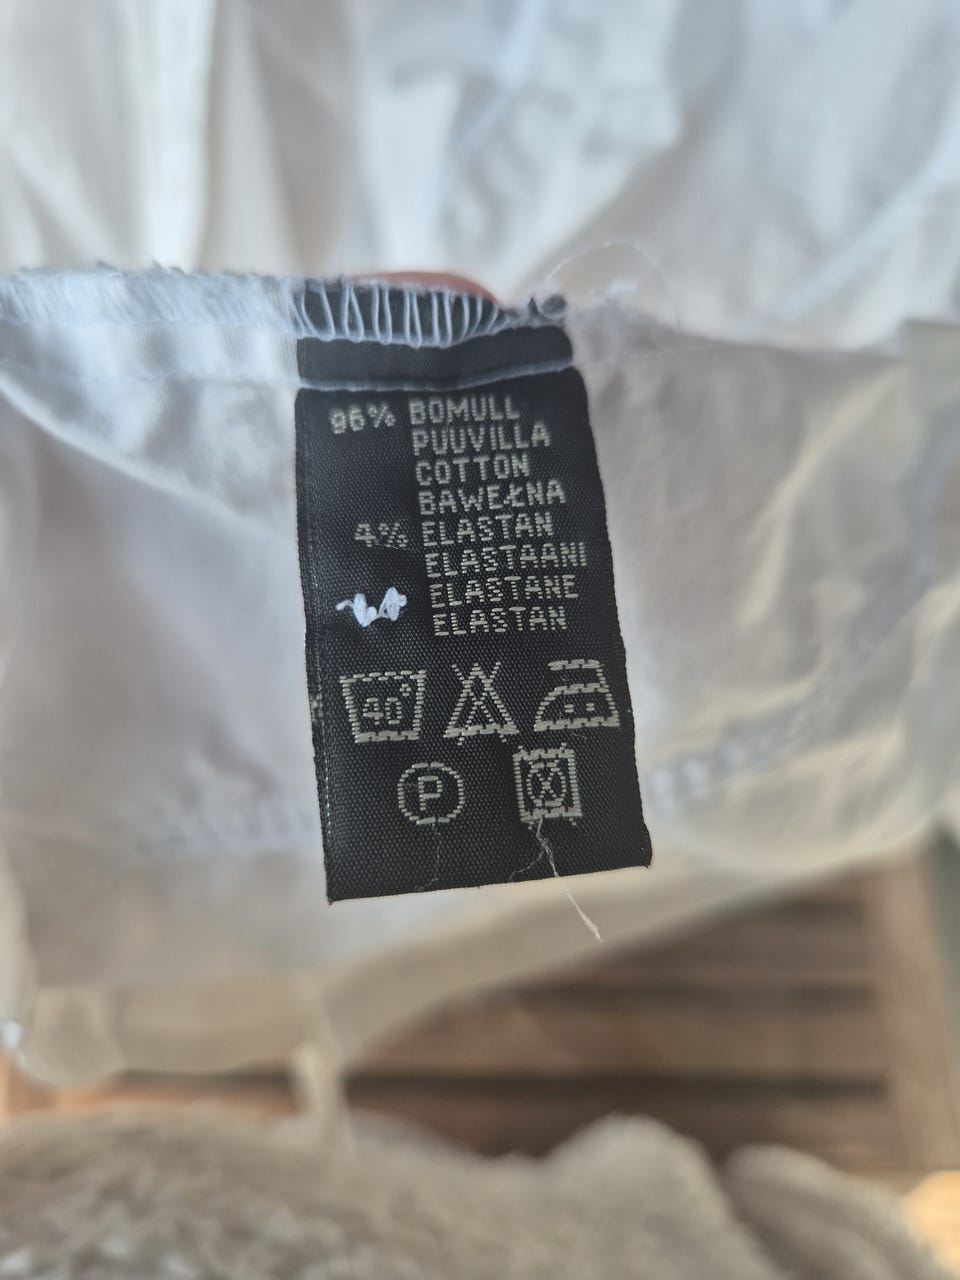 96% BOMULL
PUUVILLA
COTTON
BAWEŁNA
4% ELASTAN
ELASTAANI
ELASTANE
ELASTAN
40°
P